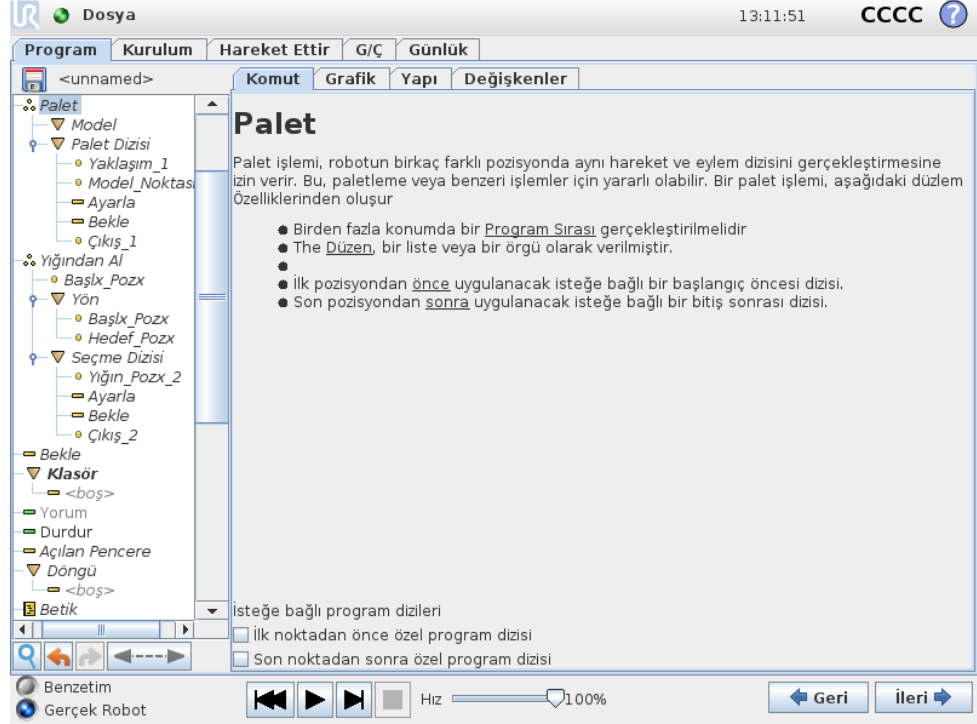 UR Dosya 13:11:51 CCCC ?
Program Kurulum Hareket Ettir G/Ç Günlük
<unnamed>
Komut Grafik Yapı Değişkenler
Palet
Model
Palet Dizisi
Yaklaşım_1
Model_Noktası
Ayarla
Bekle
Çıkış_1
Yığından Al
Başlx_Pozx
Yön
Başlx_Pozx
Hedef_Pozx
Seçme Dizisi
Yığın_Pozx_2
Ayarla
Bekle
Çıkış_2
Bekle
Klasör
<boş>
Yorum
Durdur
Açılan Pencere
Döngü
<boş>
Betik
Palet
Palet işlemi, robotun birkaç farklı pozisyonda aynı hareket ve eylem dizisini gerçekleştirmesine
izin verir. Bu, paletleme veya benzeri işlemler için yararlı olabilir. Bir palet işlemi, aşağıdaki düzlem
Özelliklerinden oluşur
Birden fazla konumda bir Program Sırası gerçekleştirilmelidir
The Düzen, bir liste veya bir örgü olarak verilmiştir.
İlk pozisyondan önce uygulanacak isteğe bağlı bir başlangıç öncesi dizisi.
Son pozisyondan sonra uygulanacak isteğe bağlı bir bitiş sonrası dizisi.
İsteğe bağlı program dizileri
İlk noktadan önce özel program dizisi
Son noktadan sonra özel program dizisi
Benzetim
Gerçek Robot
Hız 100%
Geri İleri